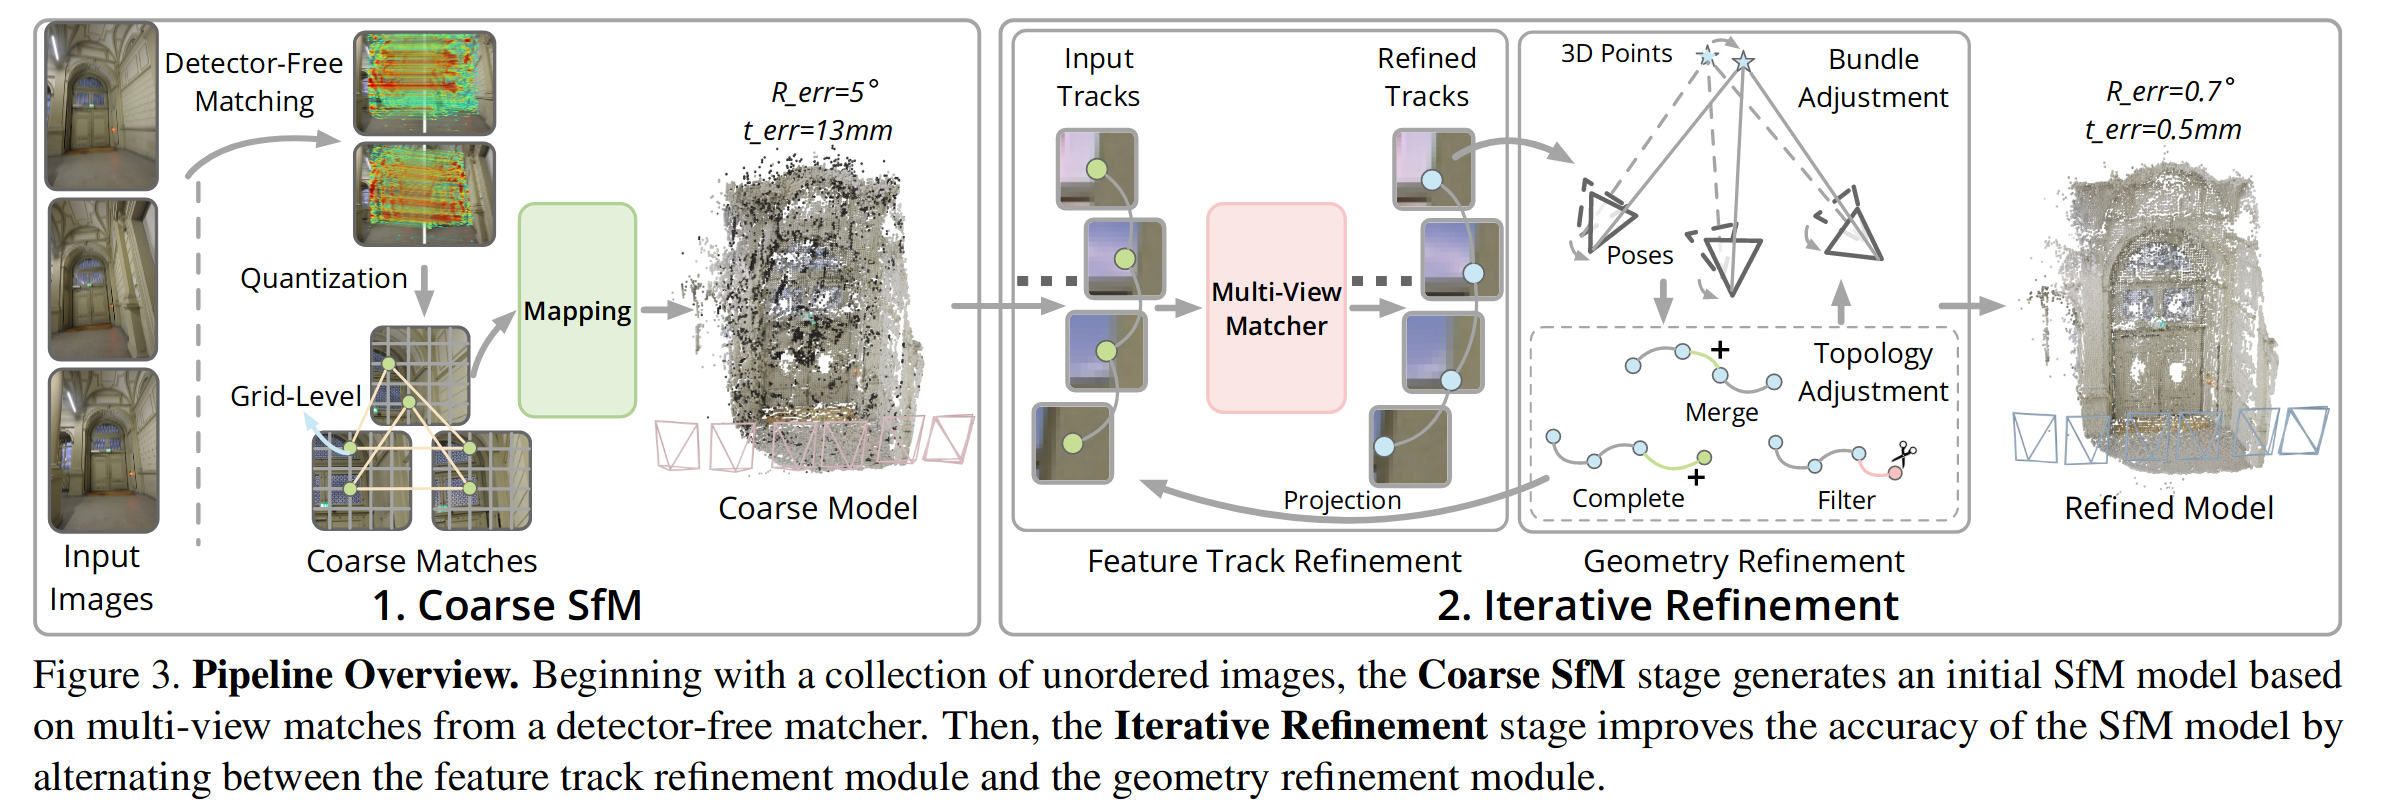 Detector-Free
Matching
Quantization
Grid-Level
Input
Images
Coarse Matches
Mapping
R_err=5°
t_err=13mm
Coarse Model
1. Coarse SfM
Input
Tracks
Multi-View
Matcher
Refined
Tracks
Projection
Feature Track Refinement
3D Points
Bundle
Adjustment
Poses
Topology
Adjustment
+
Merge
+
Complete
Filter
Geometry Refinement
R_err=0.7°
t_err=0.5mm
Refined Model
2. Iterative Refinement
Figure 3. Pipeline Overview. Beginning with a collection of unordered images, the Coarse SfM stage generates an initial SfM model based
on multi-view matches from a detector-free matcher. Then, the Iterative Refinement stage improves the accuracy of the SfM model by
alternating between the feature track refinement module and the geometry refinement module.